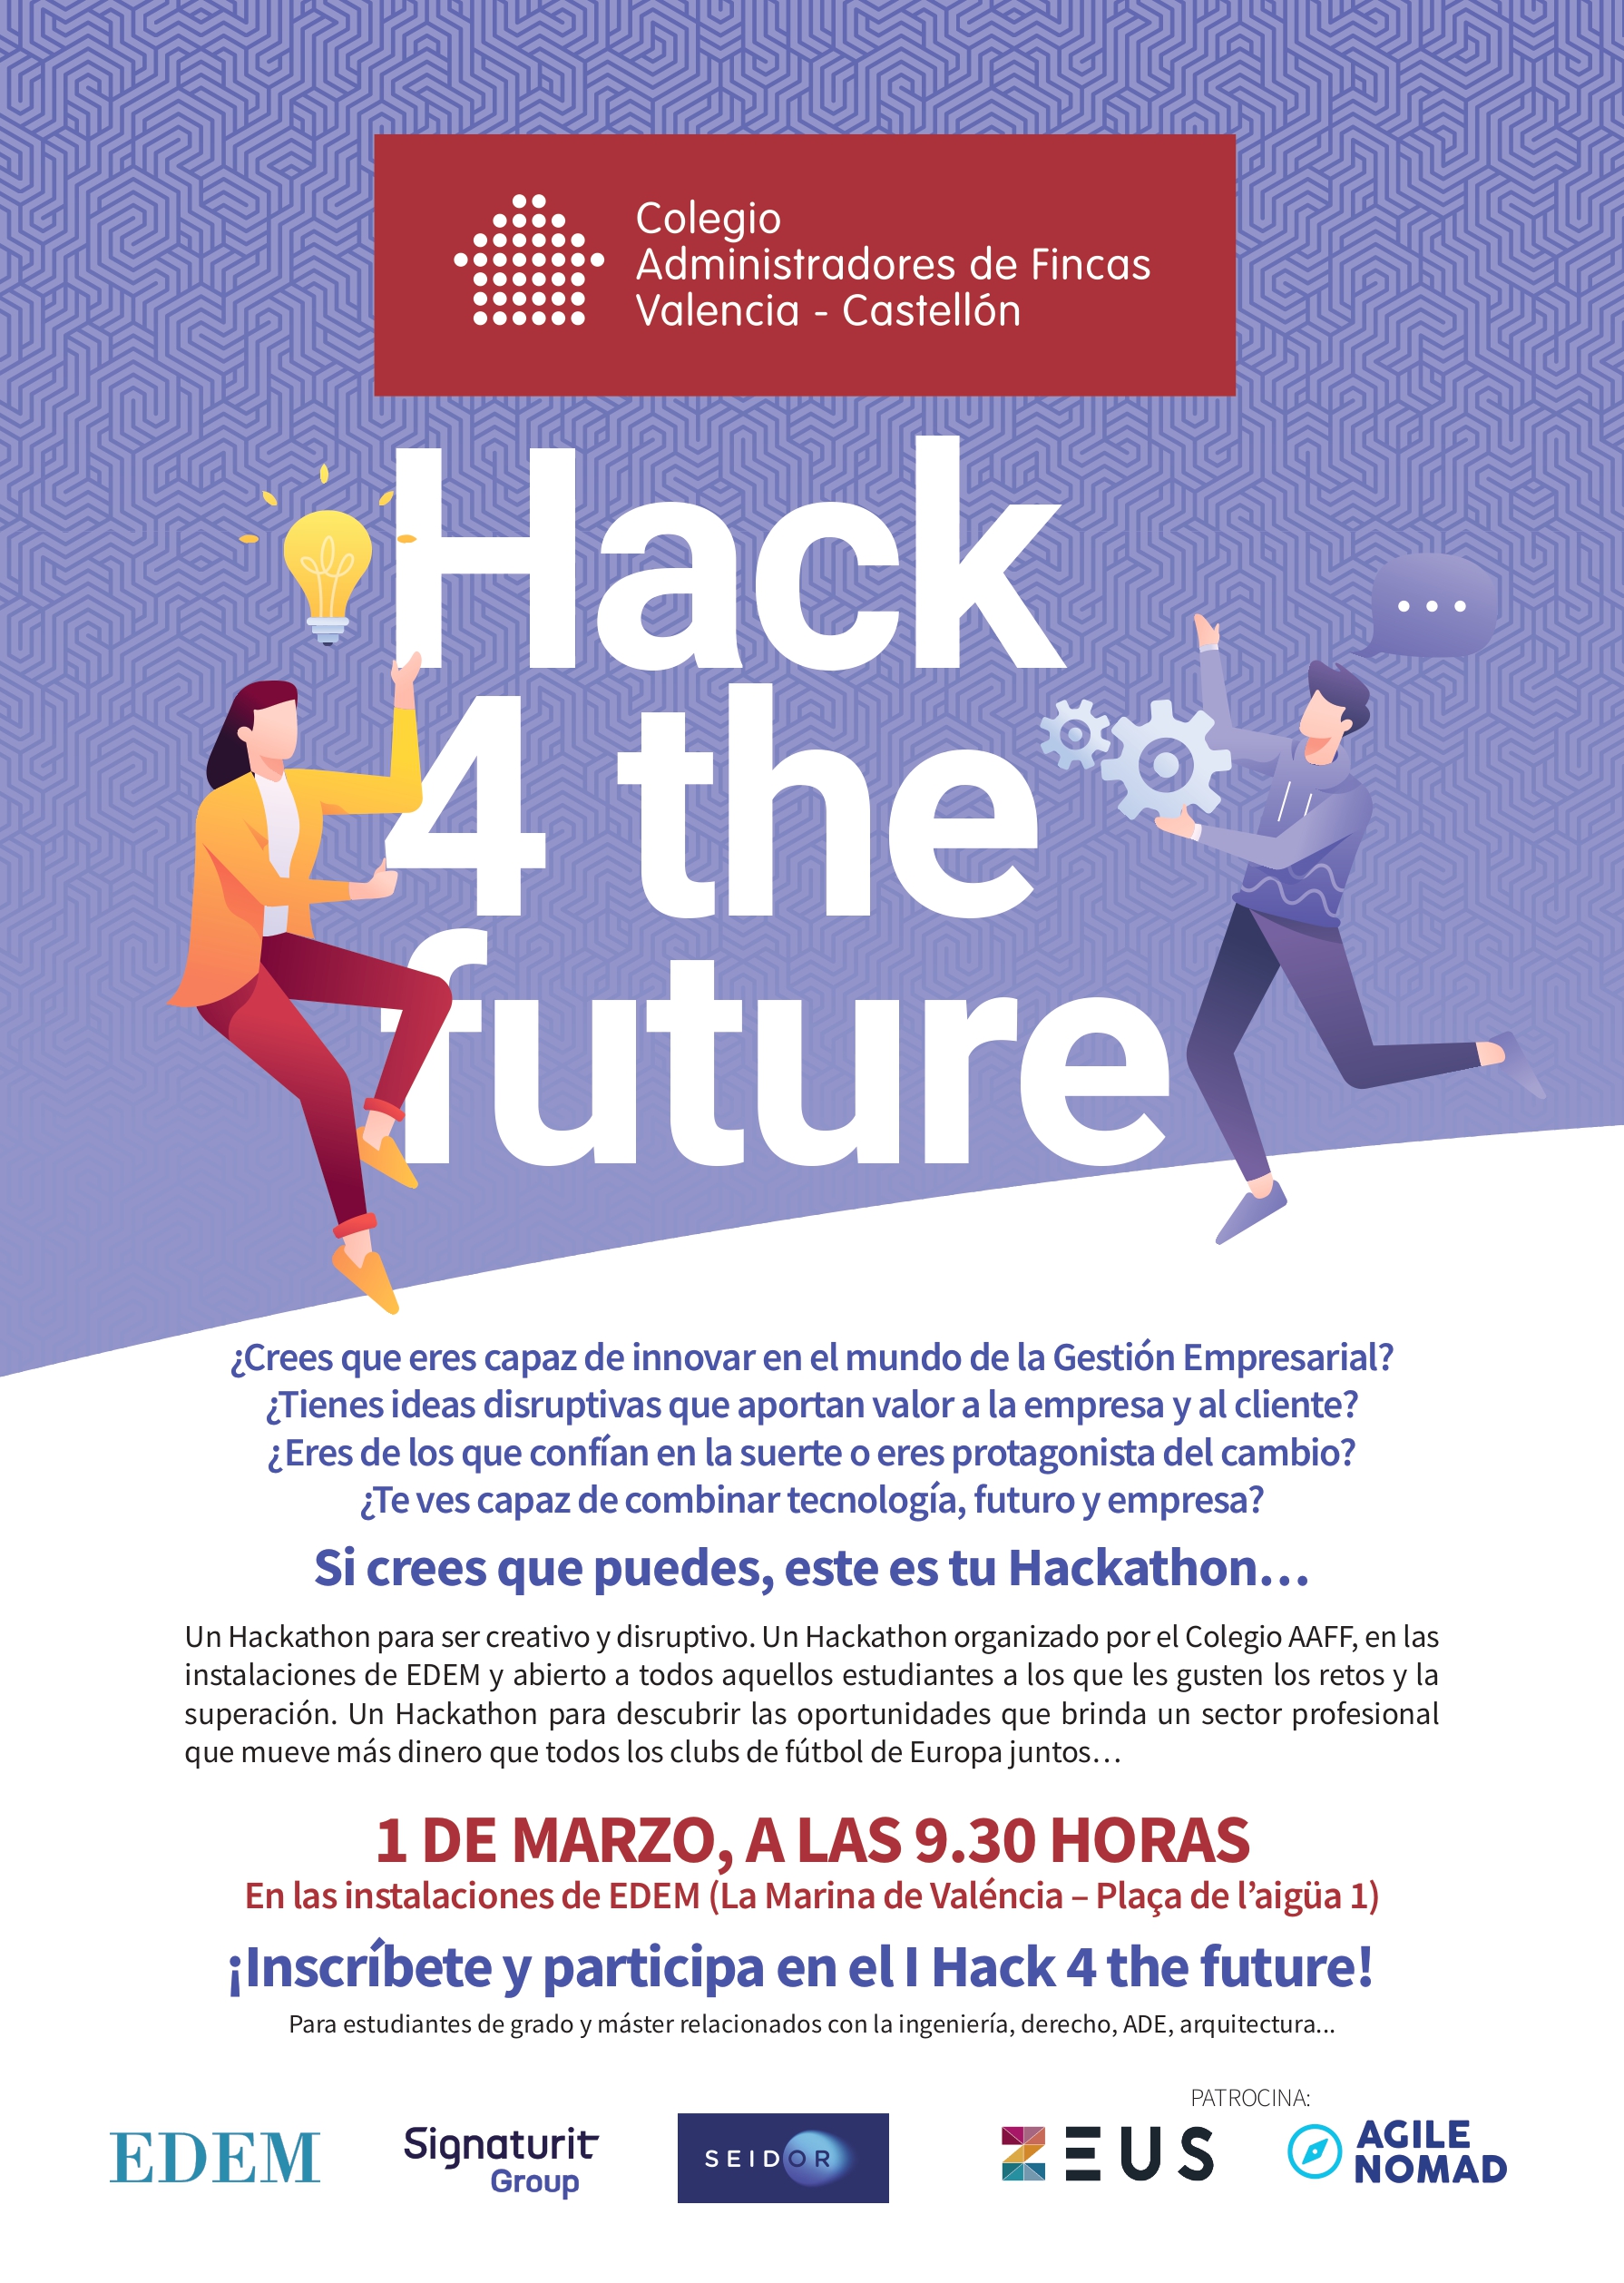 Colegio
Administradores de Fincas
Valencia - Castellón
Hack
4 the
future
¿Crees que eres capaz de innovar en el mundo de la Gestión Empresarial?
¿Tienes ideas disruptivas que aportan valor a la empresa y al cliente?
¿Eres de los que confían en la suerte o eres protagonista del cambio?
¿Te ves capaz de combinar tecnología, futuro y empresa?
Si crees que puedes, este es tu Hackathon...
Un Hackathon para ser creativo y disruptivo. Un Hackathon organizado por el Colegio AAFF, en las
instalaciones de EDEM y abierto a todos aquellos estudiantes a los que les gusten los retos y la
superación. Un Hackathon para descubrir las oportunidades que brinda un sector profesional
que mueve más dinero que todos los clubs de fútbol de Europa juntos...
1 DE MARZO, A LAS 9.30 HORAS
En las instalaciones de EDEM (La Marina de Valéncia – Plaça de l'aigüa 1)
¡Inscríbete y participa en el I Hack 4 the future!
Para estudiantes de grado y máster relacionados con la ingeniería, derecho, ADE, arquitectura...
PATROCINA:
EDEM
Signaturit
Group
SEIDOR
ZEUS
AGILE
NOMAD